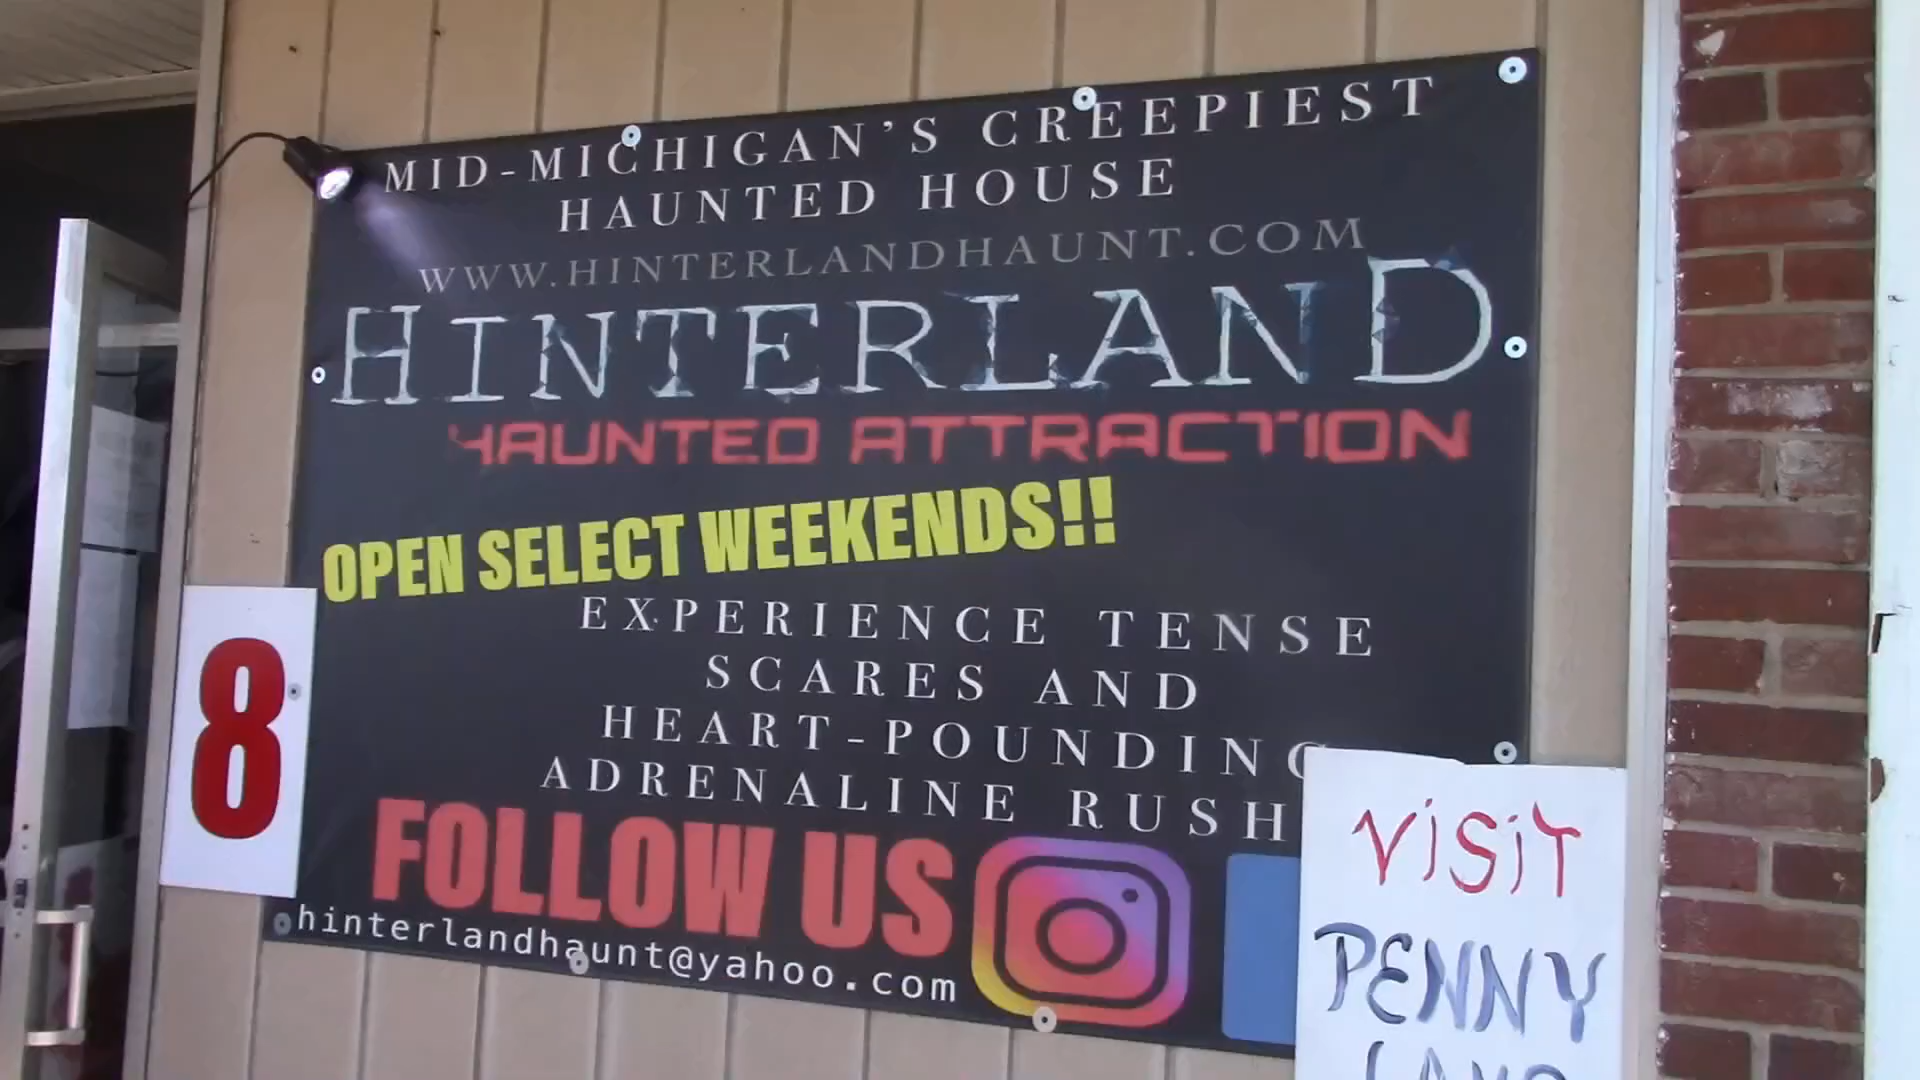 MID-MICHIGAN'S CREEPIEST
HAUNTED HOUSE
WWW.HINTERLANDHAUNT.COM
HINTERLAND
HAUNTED ATTRACTION
OPEN SELECT WEEKENDS!!
EXPERIENCE TENSE
SCARES AND
HEART-POUNDING
ADRENALINE RUSH
FOLLOW US
hinterlandhaunt@yahoo.com
8
VISIT
PENNY
LAND